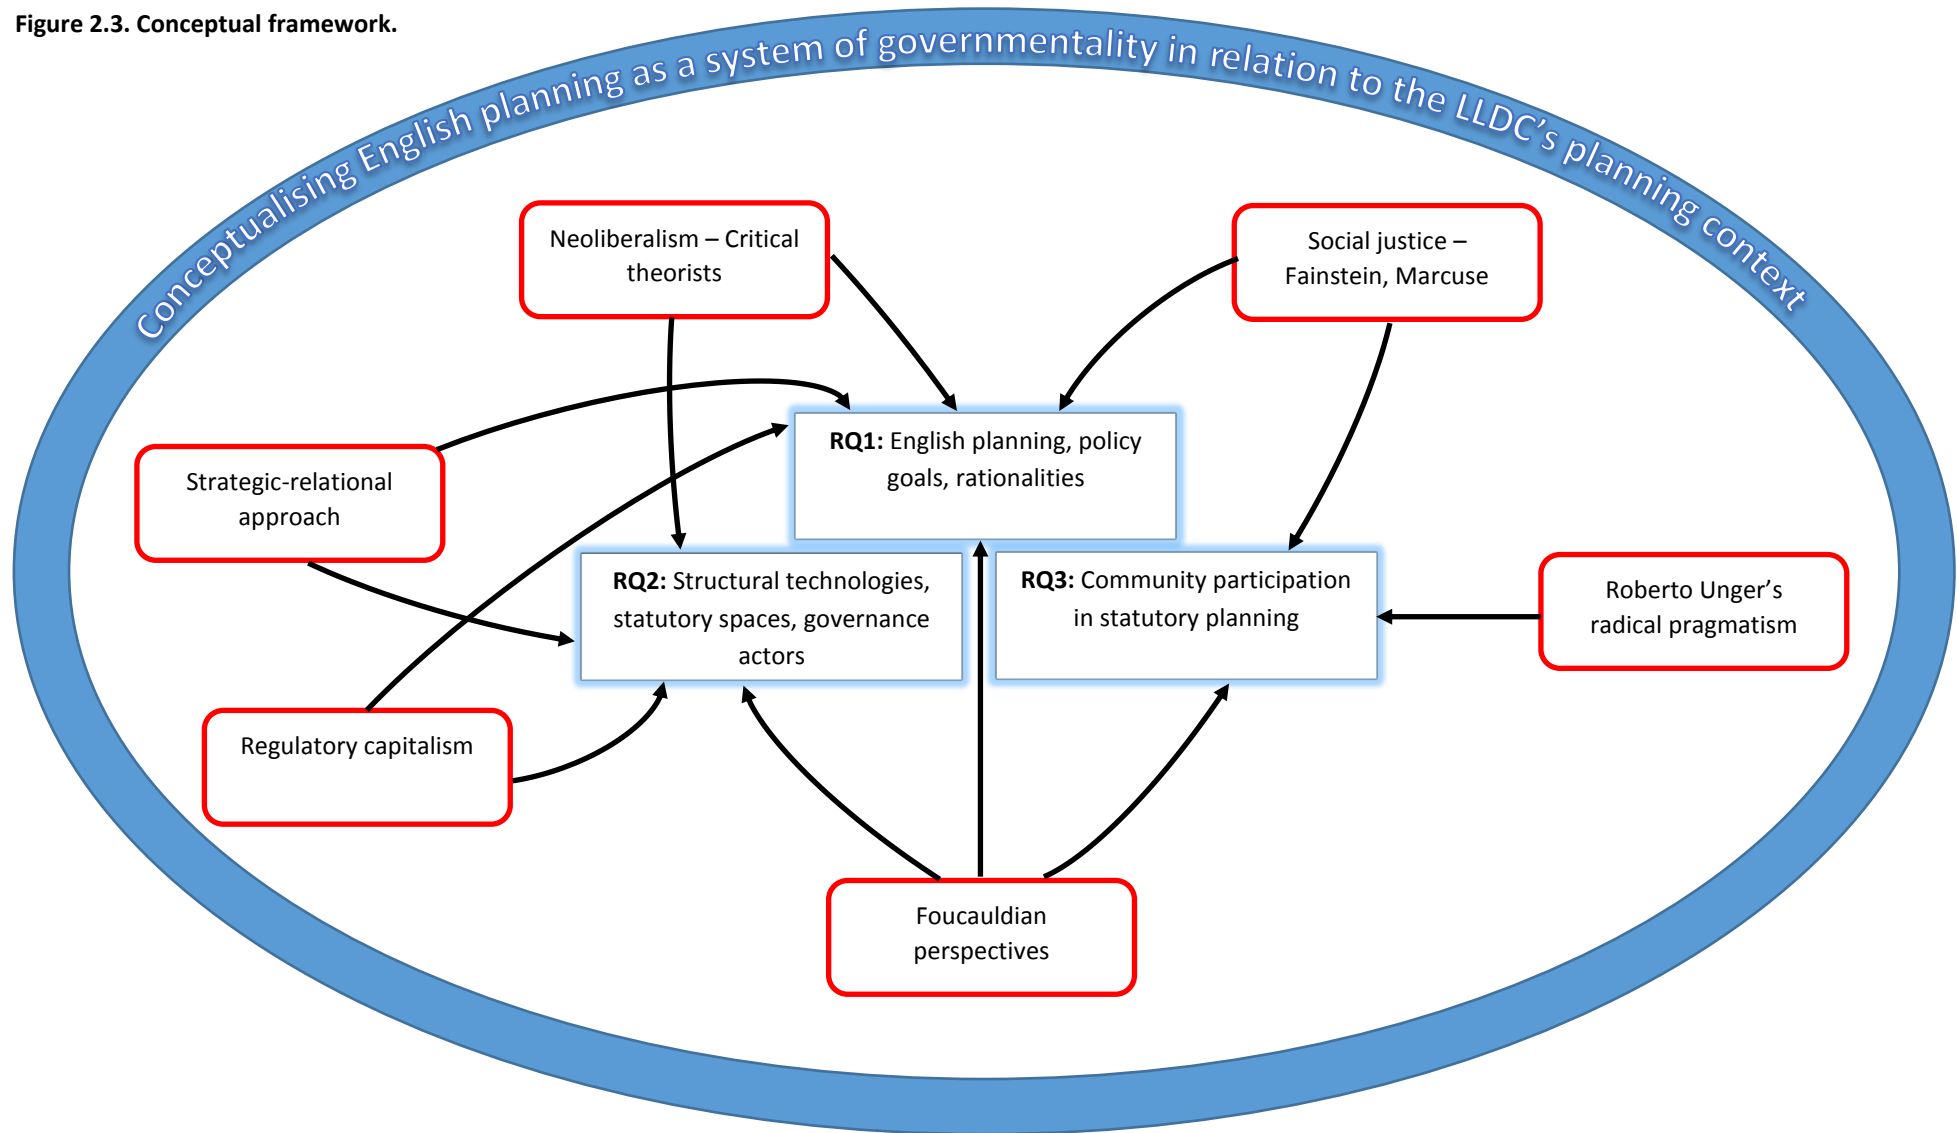 Figure 2.3. Conceptual framework.
Conceptualising English planning as a system of governmentality in relation to the LLDC's planning context
Neoliberalism – Critical
theorists
Social justice –
Fainstein, Marcuse
Strategic-relational
approach
RQ1: English planning, policy
goals, rationalities
RQ2: Structural technologies,
statutory spaces, governance
actors
RQ3: Community participation
in statutory planning
Roberto Unger's
radical pragmatism
Regulatory capitalism
Foucauldian
perspectives